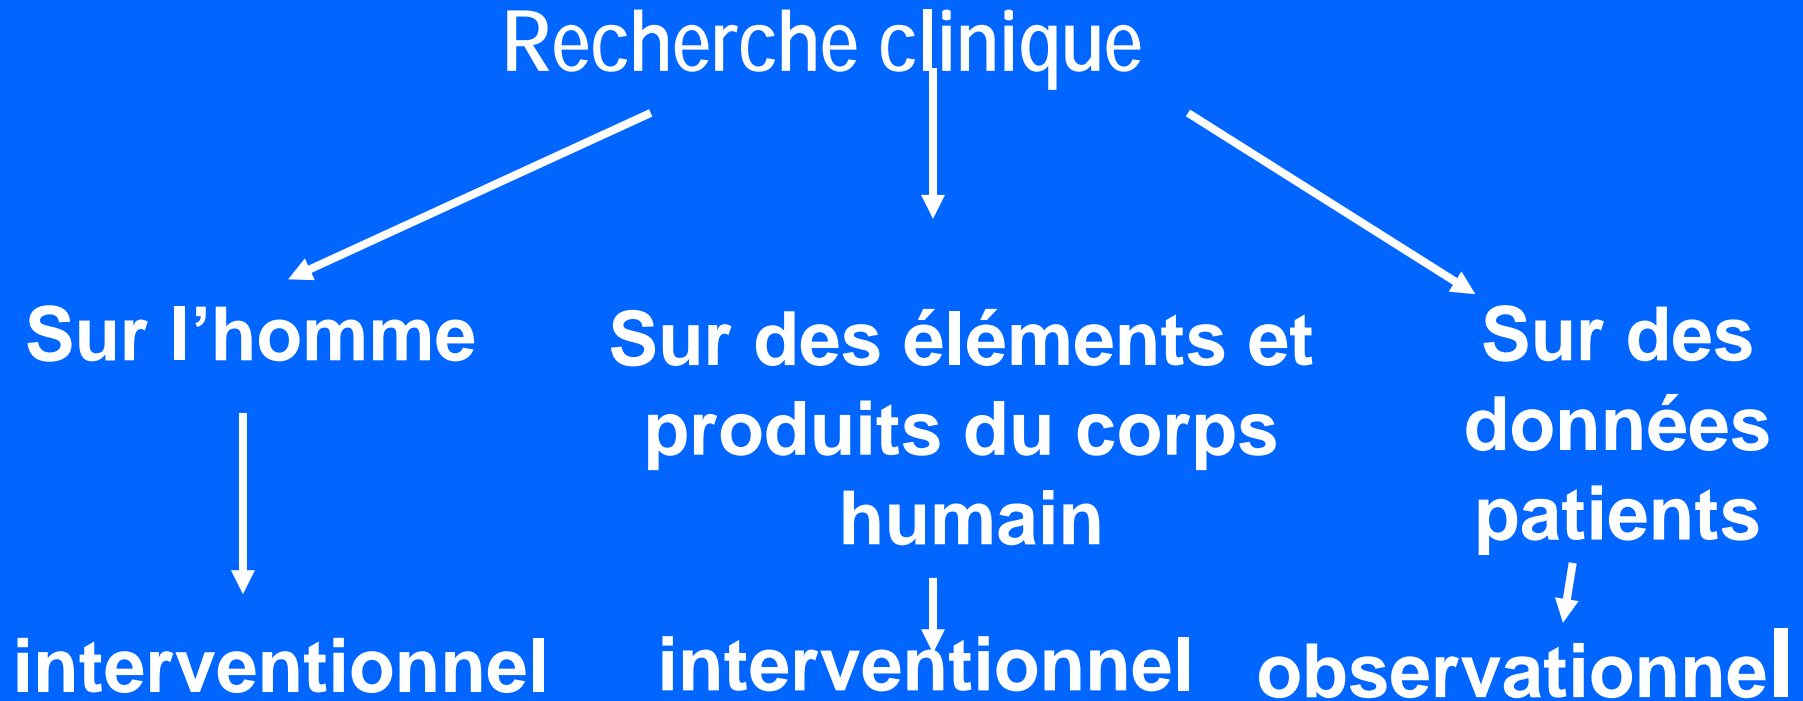 Recherche clinique
Sur l'homme
Sur des éléments et
produits du corps
humain
Sur des
données
patients
interventionnel
interventionnel
observationnel